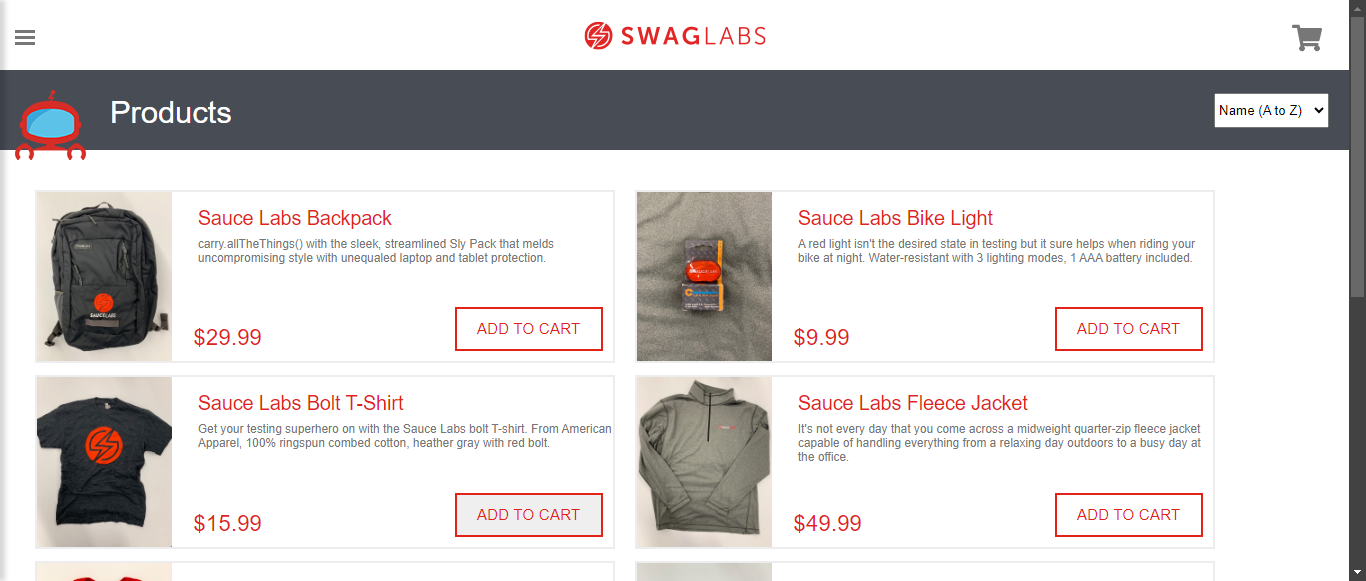 SWAGLABS
Products
Name (A to Z)
Sauce Labs Backpack
carry.allTheThings() with the sleek, streamlined Sly Pack that melds
uncompromising style with unequaled laptop and tablet protection.
$29.99
ADD TO CART
SAUCELABS
Sauce Labs Bike Light
A red light isn't the desired state in testing but it sure helps when riding your
bike at night. Water-resistant with 3 lighting modes, 1 AAA battery included.
$9.99
ADD TO CART
SAUCELABS
Sauce Labs Bolt T-Shirt
Get your testing superhero on with the Sauce Labs bolt T-shirt. From American
Apparel, 100% ringspun combed cotton, heather gray with red bolt.
$15.99
ADD TO CART
Sauce Labs Fleece Jacket
It's not every day that you come across a midweight quarter-zip fleece jacket
capable of handling everything from a relaxing day outdoors to a busy day at
the office.
$49.99
ADD TO CART